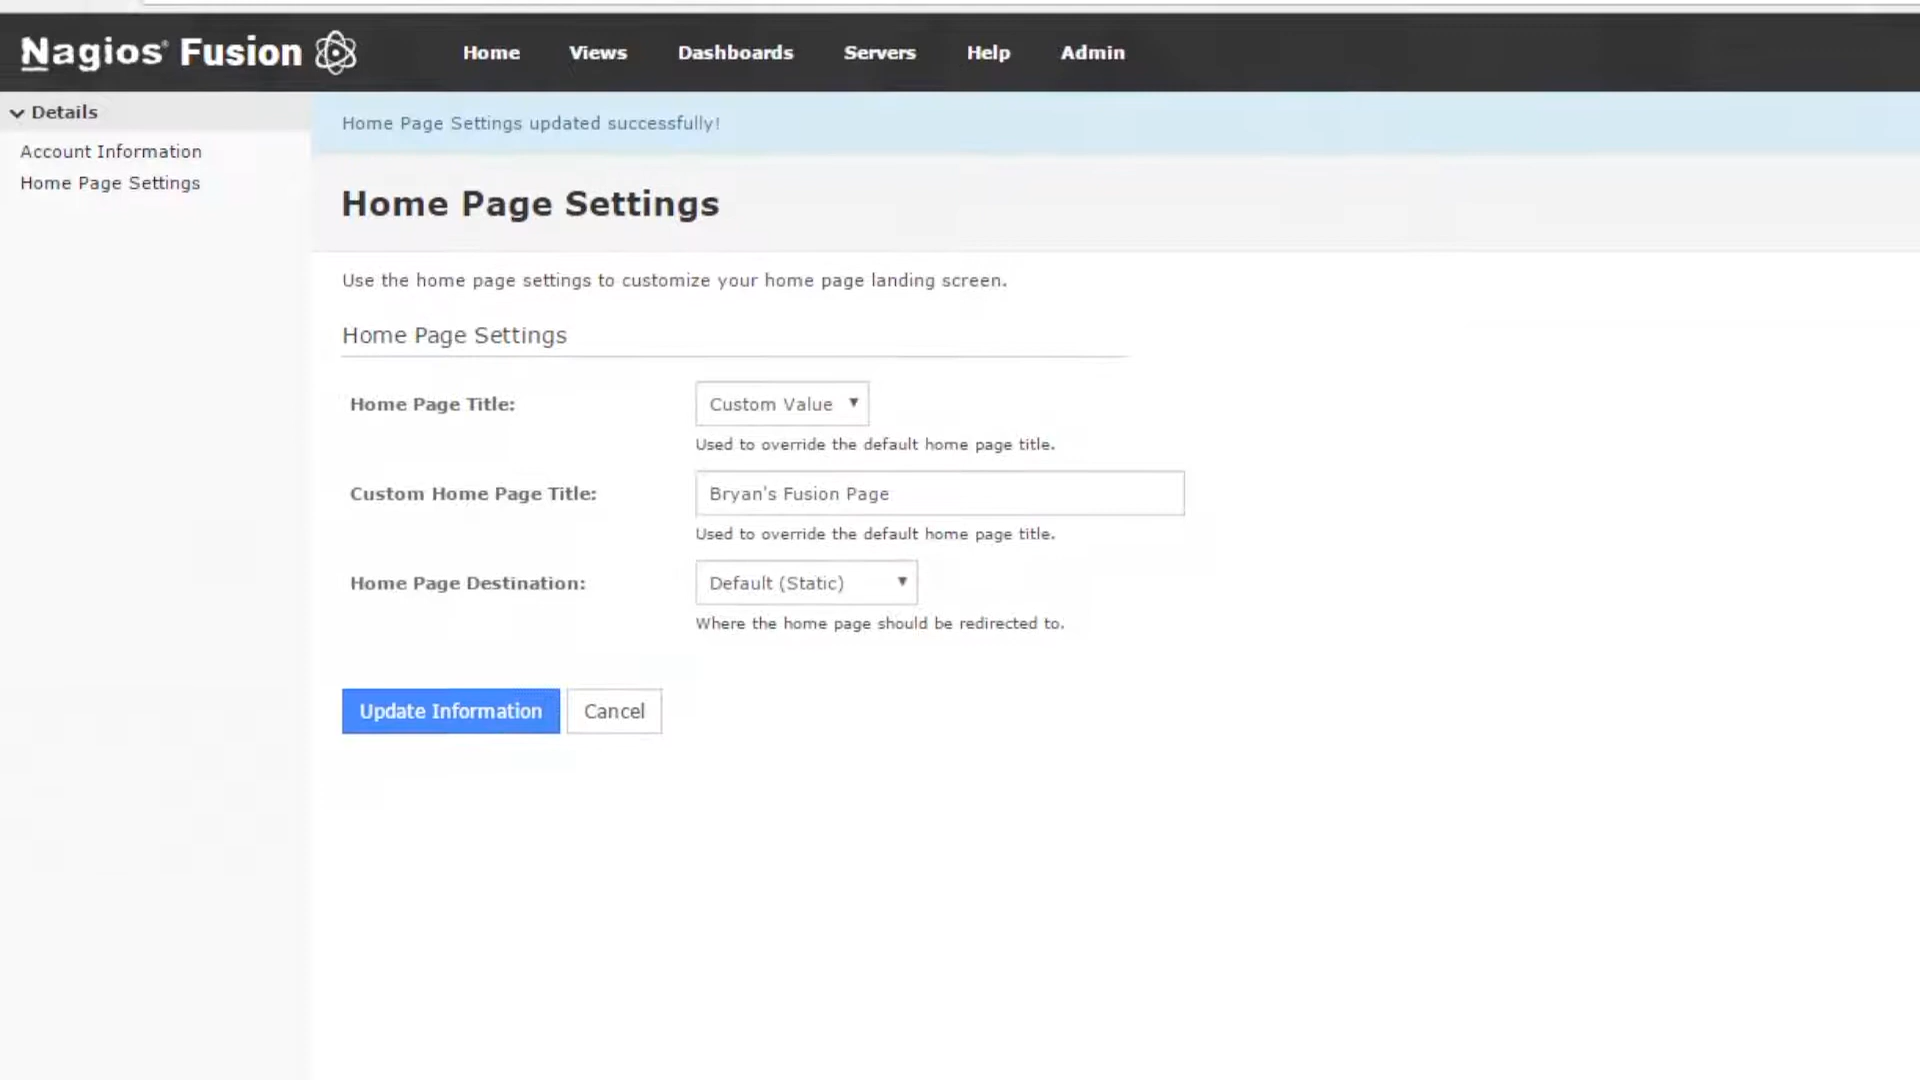 Nagios® Fusion
Home Views Dashboards Servers Help Admin
Details
Account Information
Home Page Settings
Home Page Settings updated successfully!
Home Page Settings
Use the home page settings to customize your home page landing screen.
Home Page Settings
Home Page Title: Custom Value
Used to override the default home page title.
Custom Home Page Title: Bryan's Fusion Page
Used to override the default home page title.
Home Page Destination: Default (Static)
Where the home page should be redirected to.
Update Information Cancel